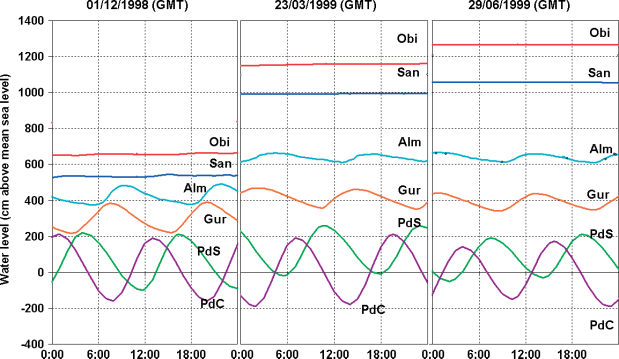 01/12/1998 (GMT) 23/03/1999 (GMT) 29/06/1999 (GMT)
Water level (cm above mean sea level)
1400
1200
1000
800
600
400
200
0
-200
-400
Obi
San
Alm
Gur
PdS
PdC
Obi
San
Alm
Gur
PdS
PdC
Obi
San
Alm
Gur
PdS
PdC
0:00 6:00 12:00 18:00 0:00 6:00 12:00 18:00 0:00 6:00 12:00 18:00